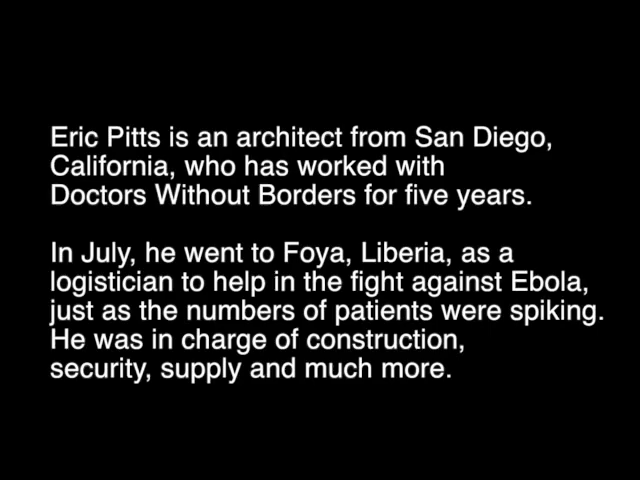 Eric Pitts is an architect from San Diego,
California, who has worked with
Doctors Without Borders for five years.
In July, he went to Foya, Liberia, as a
logistician to help in the fight against Ebola,
just as the numbers of patients were spiking.
He was in charge of construction,
security, supply and much more.